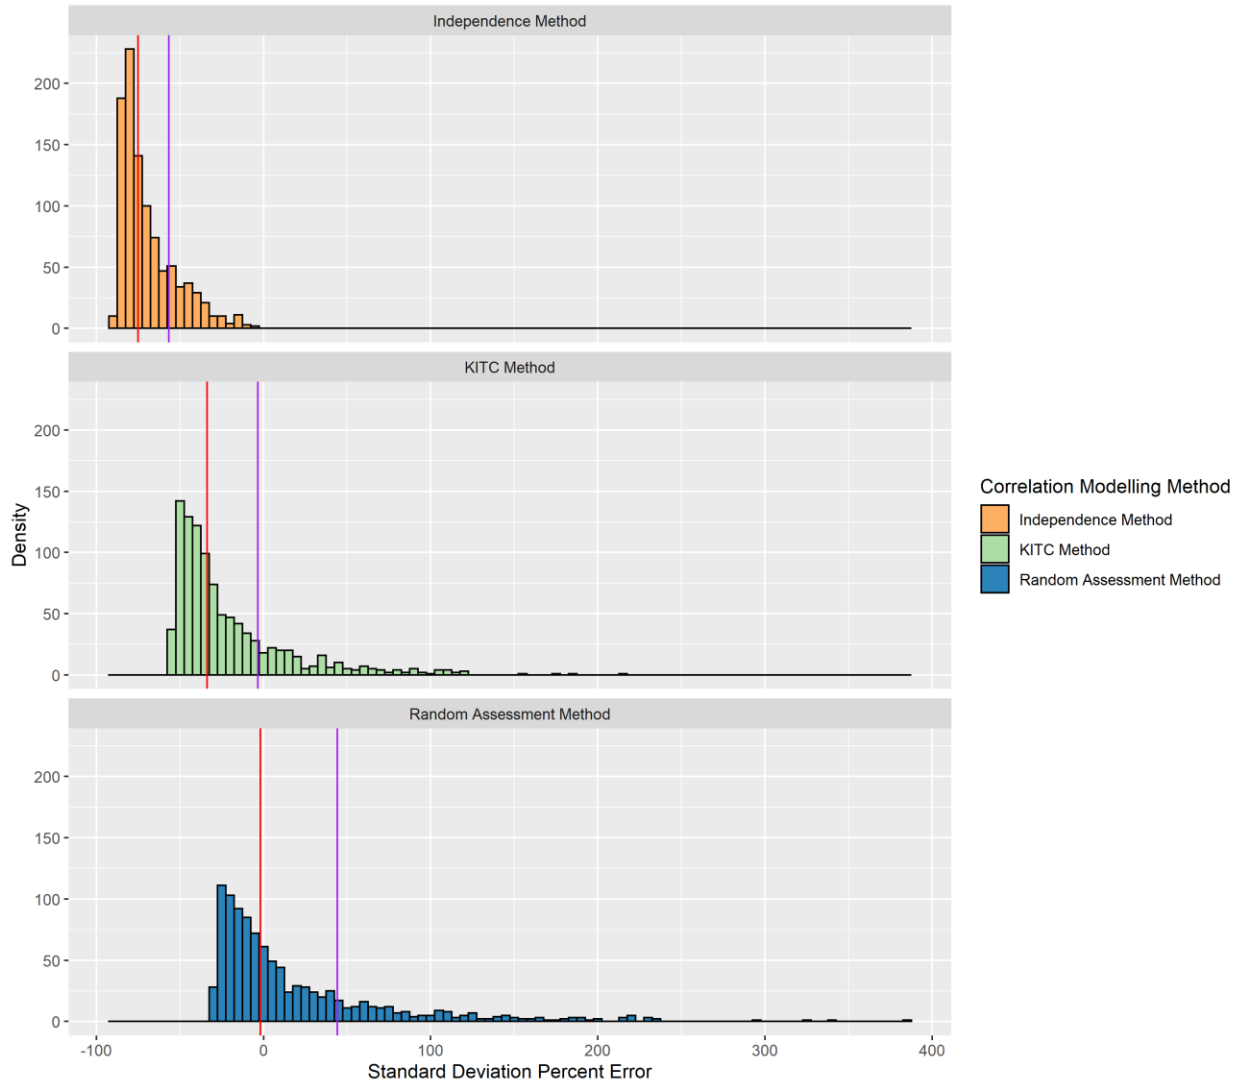 Independence Method
200
150
100
50
0
KITC Method
200
150
100
50
0
Density
Random Assessment Method
200
150
100
50
0
-100
0
100
200
300
400
Standard Deviation Percent Error
Correlation Modelling Method
Independence Method
KITC Method
Random Assessment Method